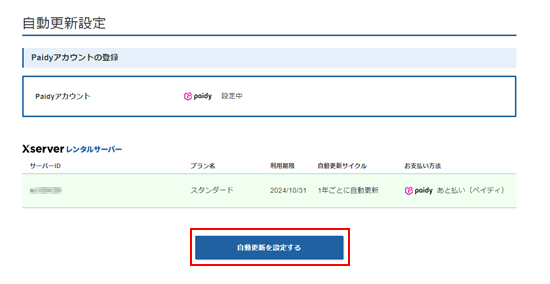 自動更新設定
Paidyアカウントの登録
Paidyアカウント paidy 設定中
Xserver レンタルサーバー
サーバーID プラン名 利用期限 自動更新サイクル お支払い方法
スタンダード 2024/10/31 1年ごとに自動更新 paidy あと払い（ペイディ）
自動更新を設定する